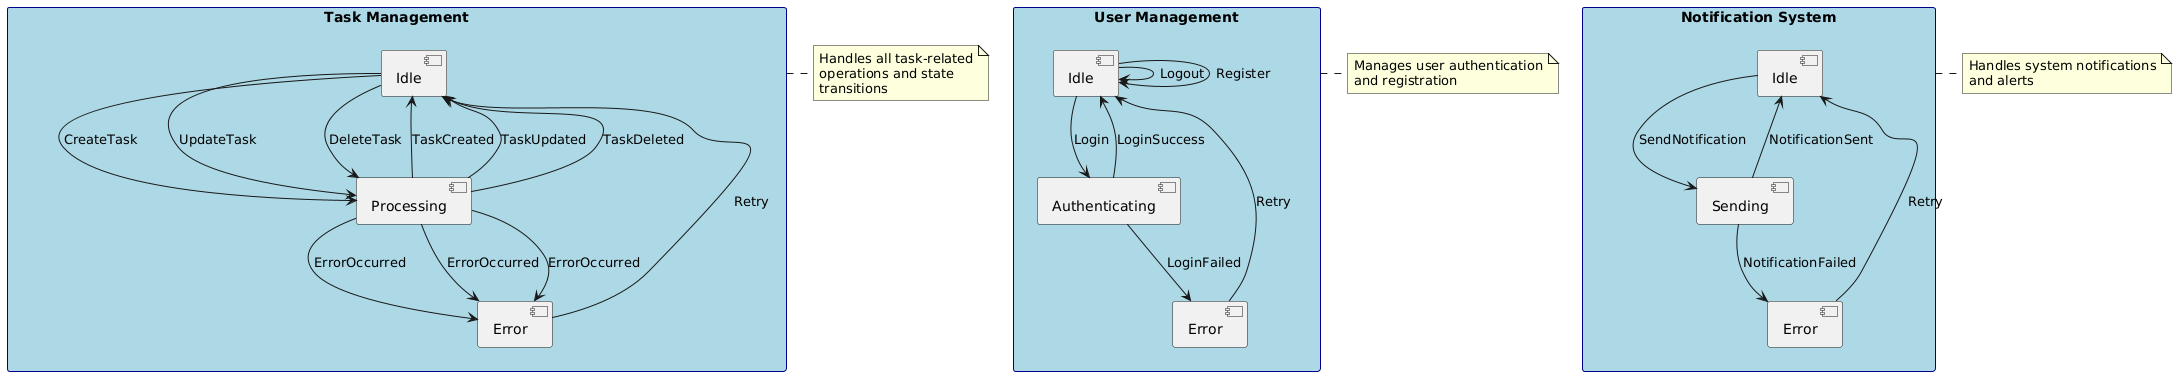 Task Management
Idle
CreateTask
UpdateTask
DeleteTask
TaskCreated
TaskUpdated
TaskDeleted
Processing
Retry
ErrorOccurred
ErrorOccurred
ErrorOccurred
Error
Handles all task-related
operations and state
transitions
User Management
Idle
Logout
Register
Login
LoginSuccess
Authenticating
Retry
LoginFailed
Error
Manages user authentication
and registration
Notification System
Idle
SendNotification
NotificationSent
Sending
Retry
NotificationFailed
Error
Handles system notifications
and alerts